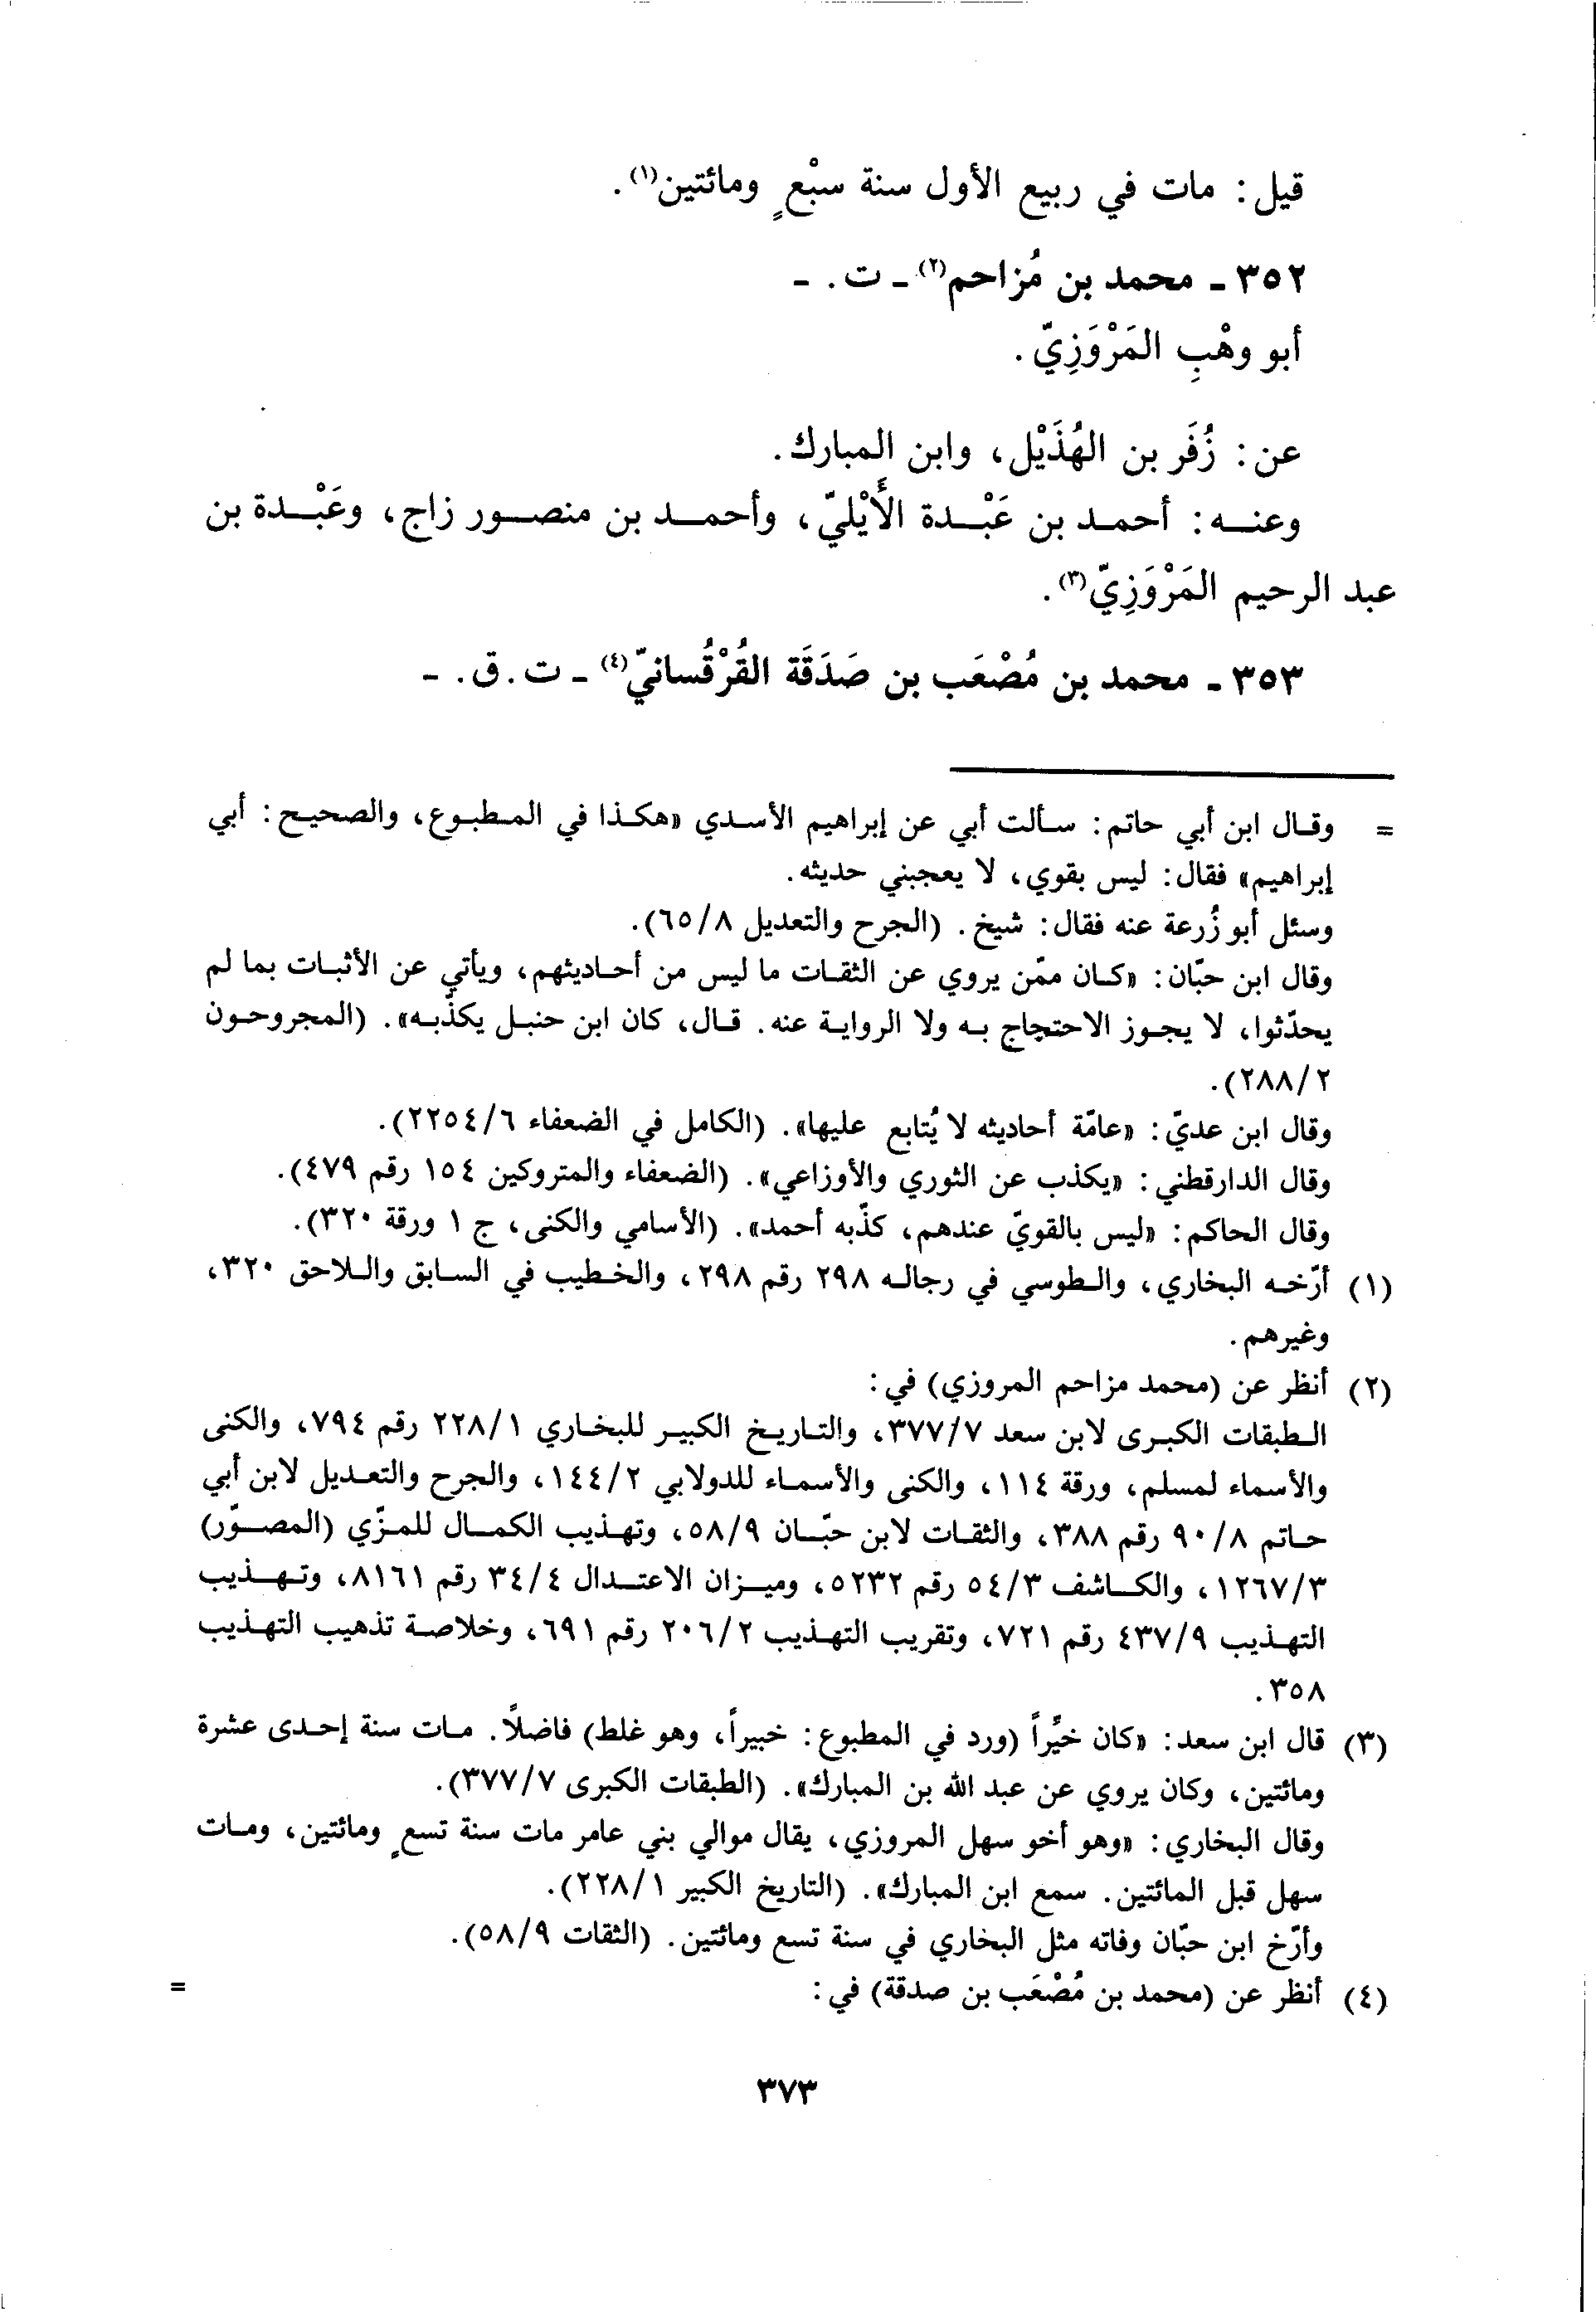 قيل: مات في ربيع الأول سنة سبْعٍ ومائتين(١).
٣٥٢ - محمد بن مُزاحم(٢) - ت. -
أبو وهْبِ المَرْوَزِيّ.
عن: زُفَر بن الهُذَيْل، وابن المبارك.
وعنه: أحمد بن عَبْدة الأَيْليّ، وأحمد بن منصور زاج، وعَبْدة بن
عبد الرحيم المَرْوَزِيّ(٣).
٣٥٣ - محمد بن مُصْعَب بن صَدَقَة القُرْقُسانيّ(٤) - ت. ق. -
= وقال ابن أبي حاتم: سألت أبي عن إبراهيم الأسدي «هكذا في المطبوع، والصحيح: أبي
إبراهيم» فقال: ليس بقوي، لا يعجبني حديثه.
وسئل أبو زُرعة عنه فقال: شيخ. (الجرح والتعديل ٦٥/٨).
وقال ابن حبّان: «كان ممّن يروي عن الثقات ما ليس من أحاديثهم، ويأتي عن الأثبات بما لم
يحدّثوا، لا يجوز الاحتجاج به ولا الرواية عنه. قال، كان ابن حنبل يكذّبه». (المجروحون
٢٨٨/٢).
وقال ابن عديّ: «عامّة أحاديثه لا يُتابع عليها». (الكامل في الضعفاء ٢٢٥٤/٦).
وقال الدارقطني: «يكذب عن الثوري والأوزاعي». (الضعفاء والمتروكين ١٥٤ رقم ٤٧٩).
وقال الحاكم: «ليس بالقويّ عندهم، كذّبه أحمد». (الأسامي والكنى، ج ١ ورقة ٣٢٠).
(١) أرّخه البخاري، والطوسي في رجاله ٢٩٨ رقم ٢٩٨، والخطيب في السابق واللاحق ٣٢٠،
وغيرهم.
(٢) أنظر عن (محمد مزاحم المروزي) في:
الطبقات الكبرى لابن سعد ٣٧٧/٧، والتاريخ الكبير للبخاري ٢٢٨/١ رقم ٧٩٤، والكنى
والأسماء لمسلم، ورقة ١١٤، والكنى والأسماء للدولابي ١٤٤/٢، والجرح والتعديل لابن أبي
حاتم ٩٠/٨ رقم ٣٨٨، والثقات لابن حبّان ٥٨/٩، وتهذيب الكمال للمزّي (المصوّر)
١٢٦٧/٣، والكاشف ٥٤/٣ رقم ٥٢٣٢، وميزان الاعتدال ٣٤/٤ رقم ٨١٦١، وتهذيب
التهذيب ٤٣٧/٩ رقم ٧٢١، وتقريب التهذيب ٢٠٦/٢ رقم ٦٩١، وخلاصة تذهيب التهذيب
٣٥٨.
(٣) قال ابن سعد: «كان خيّراً (ورد في المطبوع: خبيراً، وهو غلط) فاضلاً. مات سنة إحدى عشرة
ومائتين، وكان يروي عن عبد الله بن المبارك». (الطبقات الكبرى ٣٧٧/٧).
وقال البخاري: «وهو أخو سهل المروزي، يقال موالي بني عامر مات سنة تسعٍ ومائتين، ومات
سهل قبل المائتين. سمع ابن المبارك». (التاريخ الكبير ٢٢٨/١).
وأرّخ ابن حبّان وفاته مثل البخاري في سنة تسع ومائتين. (الثقات ٥٨/٩).
(٤) أنظر عن (محمد بن مُصْعَب بن صدقة) في: =
٣٧٣